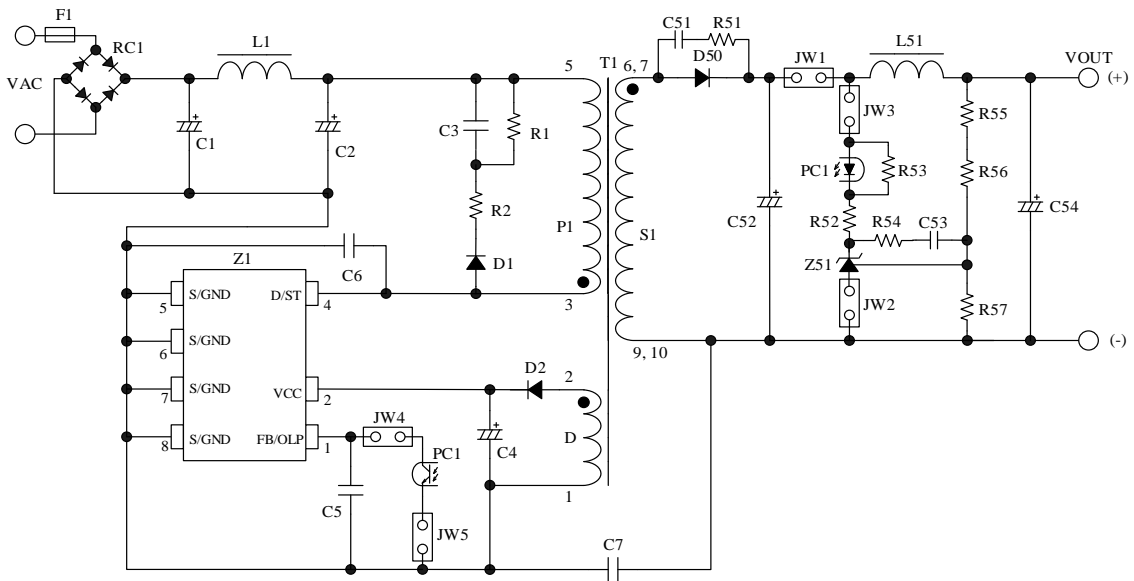 F1
RC1
VAC
L1
C1
C2
C3
R1
R2
D1
P1
5
3
T1
6, 7
S1
9, 10
C51
R51
D50
JW1
L51
VOUT
(+)
JW3
PC1
R53
R52
R54
C53
Z51
JW2
C52
R55
R56
R57
C54
(-)
C6
Z1
S/GND
5
D/ST
4
S/GND
6
S/GND
7
VCC
2
S/GND
8
FB/OLP
1
D2
2
D
1
JW4
PC1
C4
C5
JW5
C7